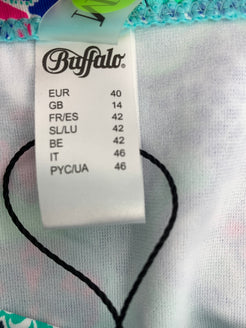 Buffalo
EUR 40
GB 14
FR/ES 42
SL/LU 42
BE 42
IT 46
PYC/UA 46